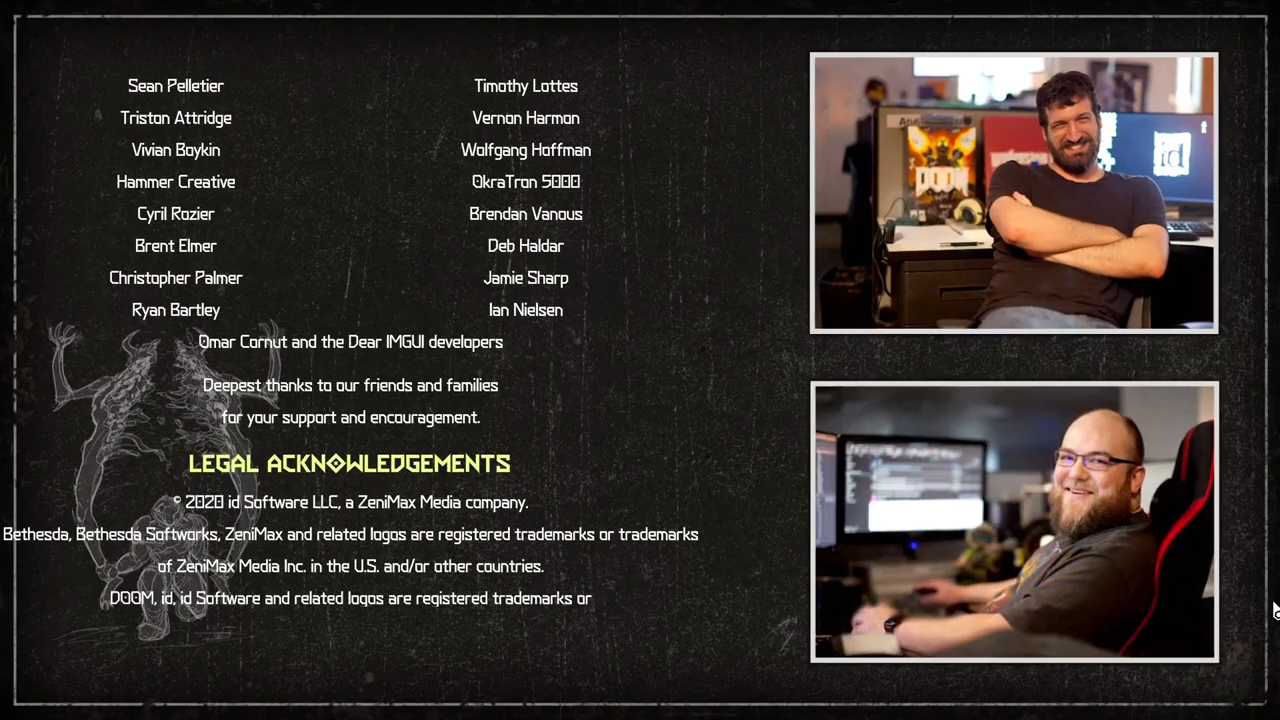 Sean Pelletier Timothy Lottes
Triston Attridge Vernon Harmon
Vivian Boykin Wolfgang Hoffman
Hammer Creative OkraTron 5000
Cyril Rozier Brendan Vanous
Brent Elmer Deb Haldar
Christopher Palmer Jamie Sharp
Ryan Bartley Ian Nielsen
Omar Cornut and the Dear IMGUI developers
Deepest thanks to our friends and families
for your support and encouragement.
LEGAL ACKNOWLEDGEMENTS
© 2020 id Software LLC, a ZeniMax Media company.
Bethesda, Bethesda Softworks, ZeniMax and related logos are registered trademarks or trademarks
of ZeniMax Media Inc. in the U.S. and/or other countries.
DOOM, id, id Software and related logos are registered trademarks or
DOOM
id